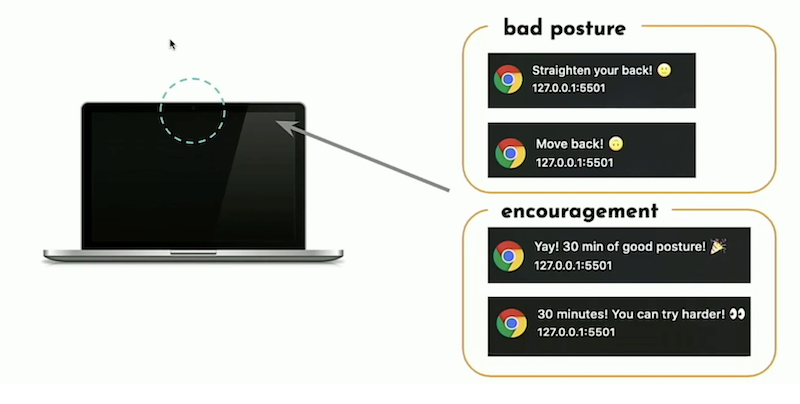 bad posture
Straighten your back! 🙂
127.0.0.1:5501
Move back! 🙃
127.0.0.1:5501
encouragement
Yay! 30 min of good posture! 🎉
127.0.0.1:5501
30 minutes! You can try harder! 👀
127.0.0.1:5501